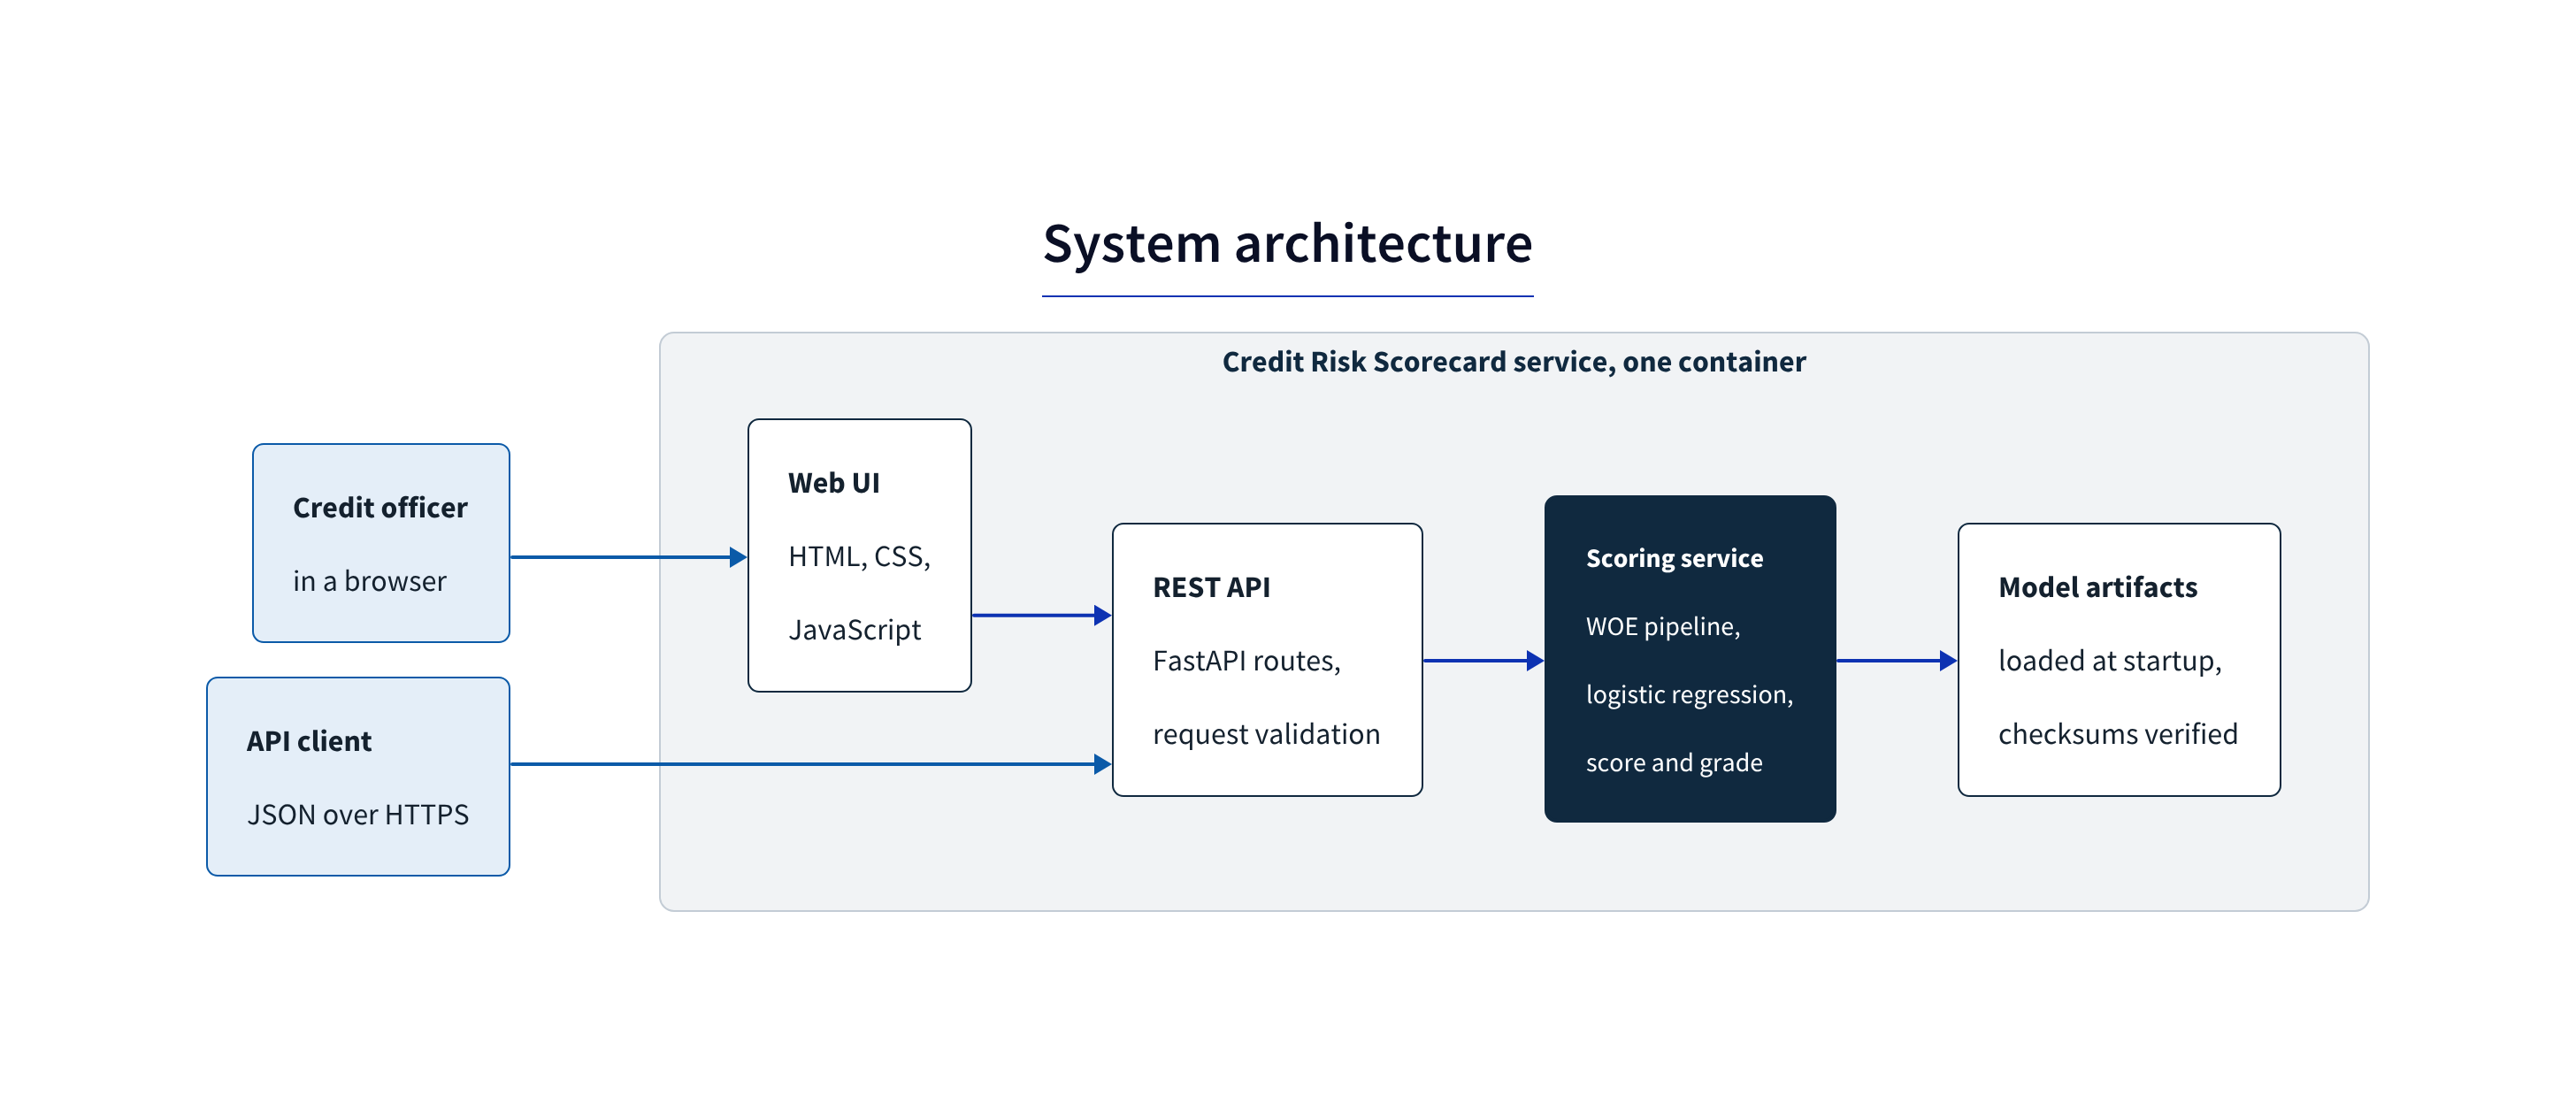 System architecture
Credit Risk Scorecard service, one container
Credit officer
in a browser
API client
JSON over HTTPS
Web UI
HTML, CSS,
JavaScript
REST API
FastAPI routes,
request validation
Scoring service
WOE pipeline,
logistic regression,
score and grade
Model artifacts
loaded at startup,
checksums verified